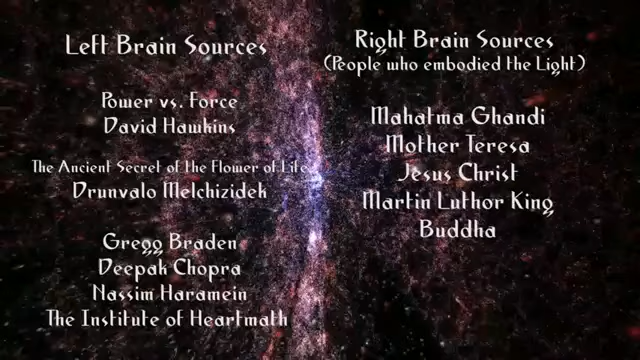 Left Brain Sources
Power vs. Force
David Hawkins
The Ancient Secret of the Flower of Life
Drunvalo Melchizidek
Gregg Braden
Deepak Chopra
Nassim Haramein
The Institute of Heartmath
Right Brain Sources
(People who embodied the Light)
Mahatma Ghandi
Mother Teresa
Jesus Christ
Martin Luthor King
Buddha